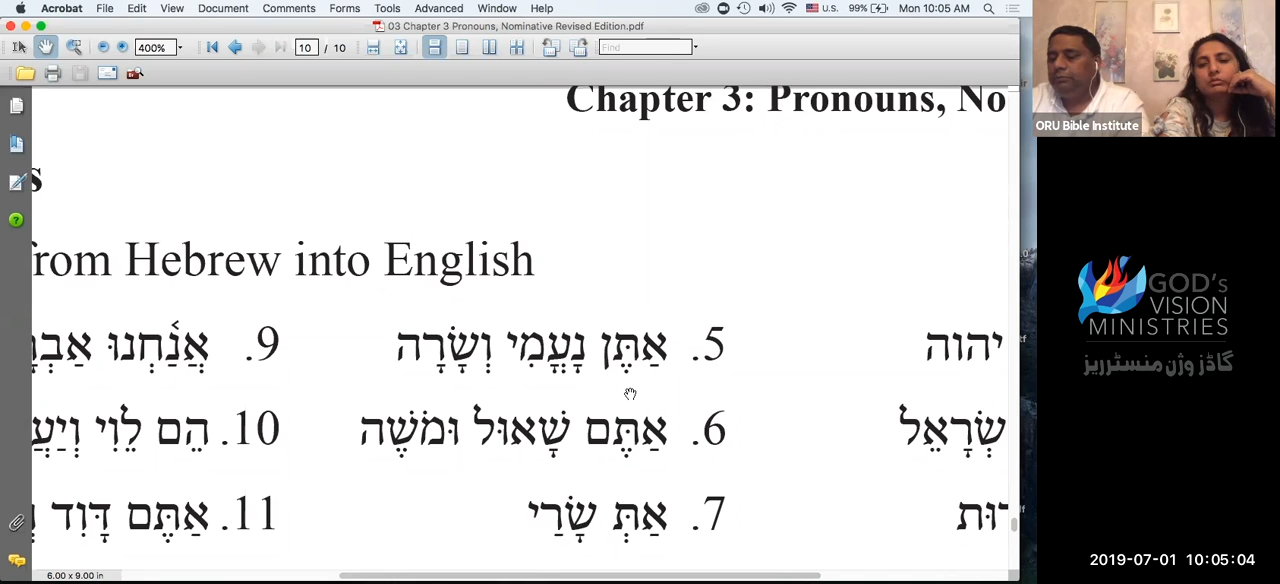 Acrobat File Edit View Document Comments Forms Tools Advanced Window Help U.S. 99% Mon 10:05 AM
03 Chapter 3 Pronouns, Nominative Revised Edition.pdf
400% 10 / 10 Find
Chapter 3: Pronouns, No
s
from Hebrew into English
יהוה
5. אַתֶּן נָעֳמִי וְשָׂרָה
9. אֲנַ֫חְנוּ
שְׂרָאֵל
6. אַתֶּם שָׁאוּל וּמֹשֶׁה
10. הֵם לֵוִי
7. אַתְּ שָׂרַי
11. אַתֶּם דָּוִד
6.00 x 9.00 in
ORU Bible Institute
GOD's
VISION
MINISTRIES
گاڈز وژن منسٹرریز
2019-07-01 10:05:04